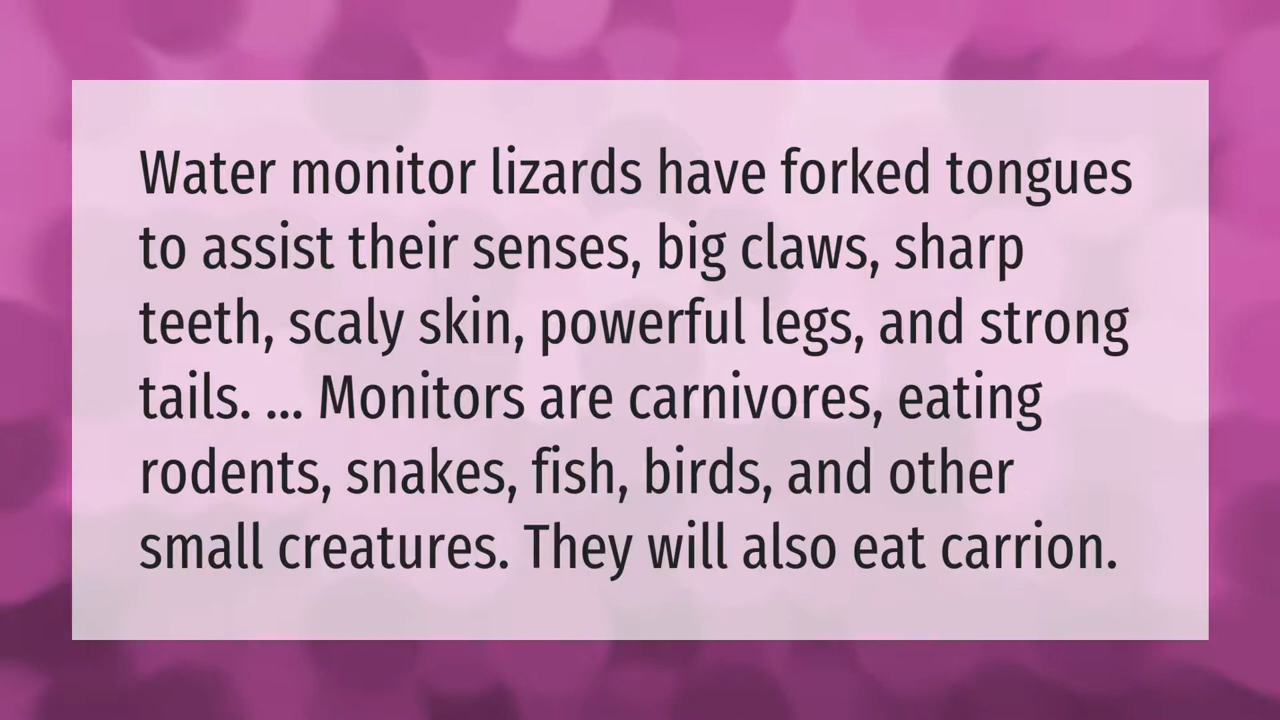 Water monitor lizards have forked tongues
to assist their senses, big claws, sharp
teeth, scaly skin, powerful legs, and strong
tails. ... Monitors are carnivores, eating
rodents, snakes, fish, birds, and other
small creatures. They will also eat carrion.